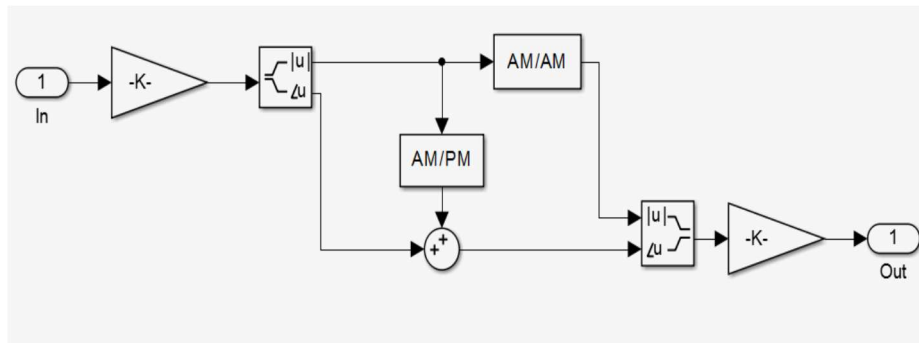 1
In
-K-
|u|
∠u
AM/AM
AM/PM
+
+
|u|
∠u
-K-
1
Out